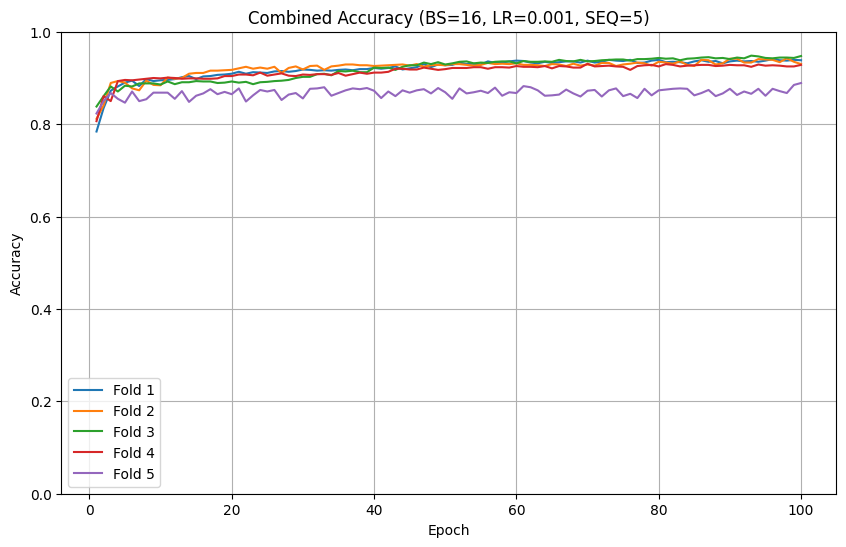 Combined Accuracy (BS=16, LR=0.001, SEQ=5)
1.0
0.8
0.6
0.4
0.2
0.0
Accuracy
Fold 1
Fold 2
Fold 3
Fold 4
Fold 5
0 20 40 60 80 100
Epoch